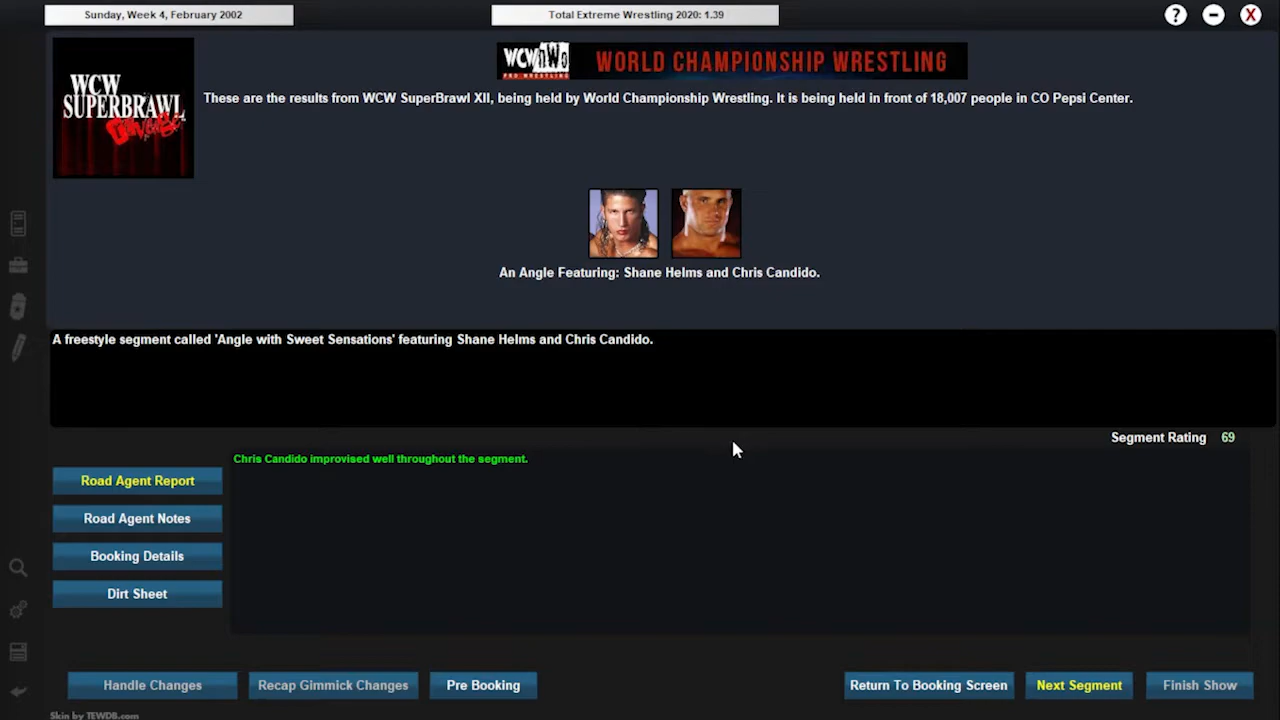 Sunday, Week 4, February 2002
Total Extreme Wrestling 2020: 1.39
?
X
WCW
SUPERBRAWL
Revenge
WCW nWo
PRO WRESTLING
WORLD CHAMPIONSHIP WRESTLING
These are the results from WCW SuperBrawl XII, being held by World Championship Wrestling. It is being held in front of 18,007 people in CO Pepsi Center.
An Angle Featuring: Shane Helms and Chris Candido.
A freestyle segment called 'Angle with Sweet Sensations' featuring Shane Helms and Chris Candido.
Segment Rating 69
Chris Candido improvised well throughout the segment.
Road Agent Report
Road Agent Notes
Booking Details
Dirt Sheet
Handle Changes
Recap Gimmick Changes
Pre Booking
Return To Booking Screen
Next Segment
Finish Show
Skin by TEWDB.com